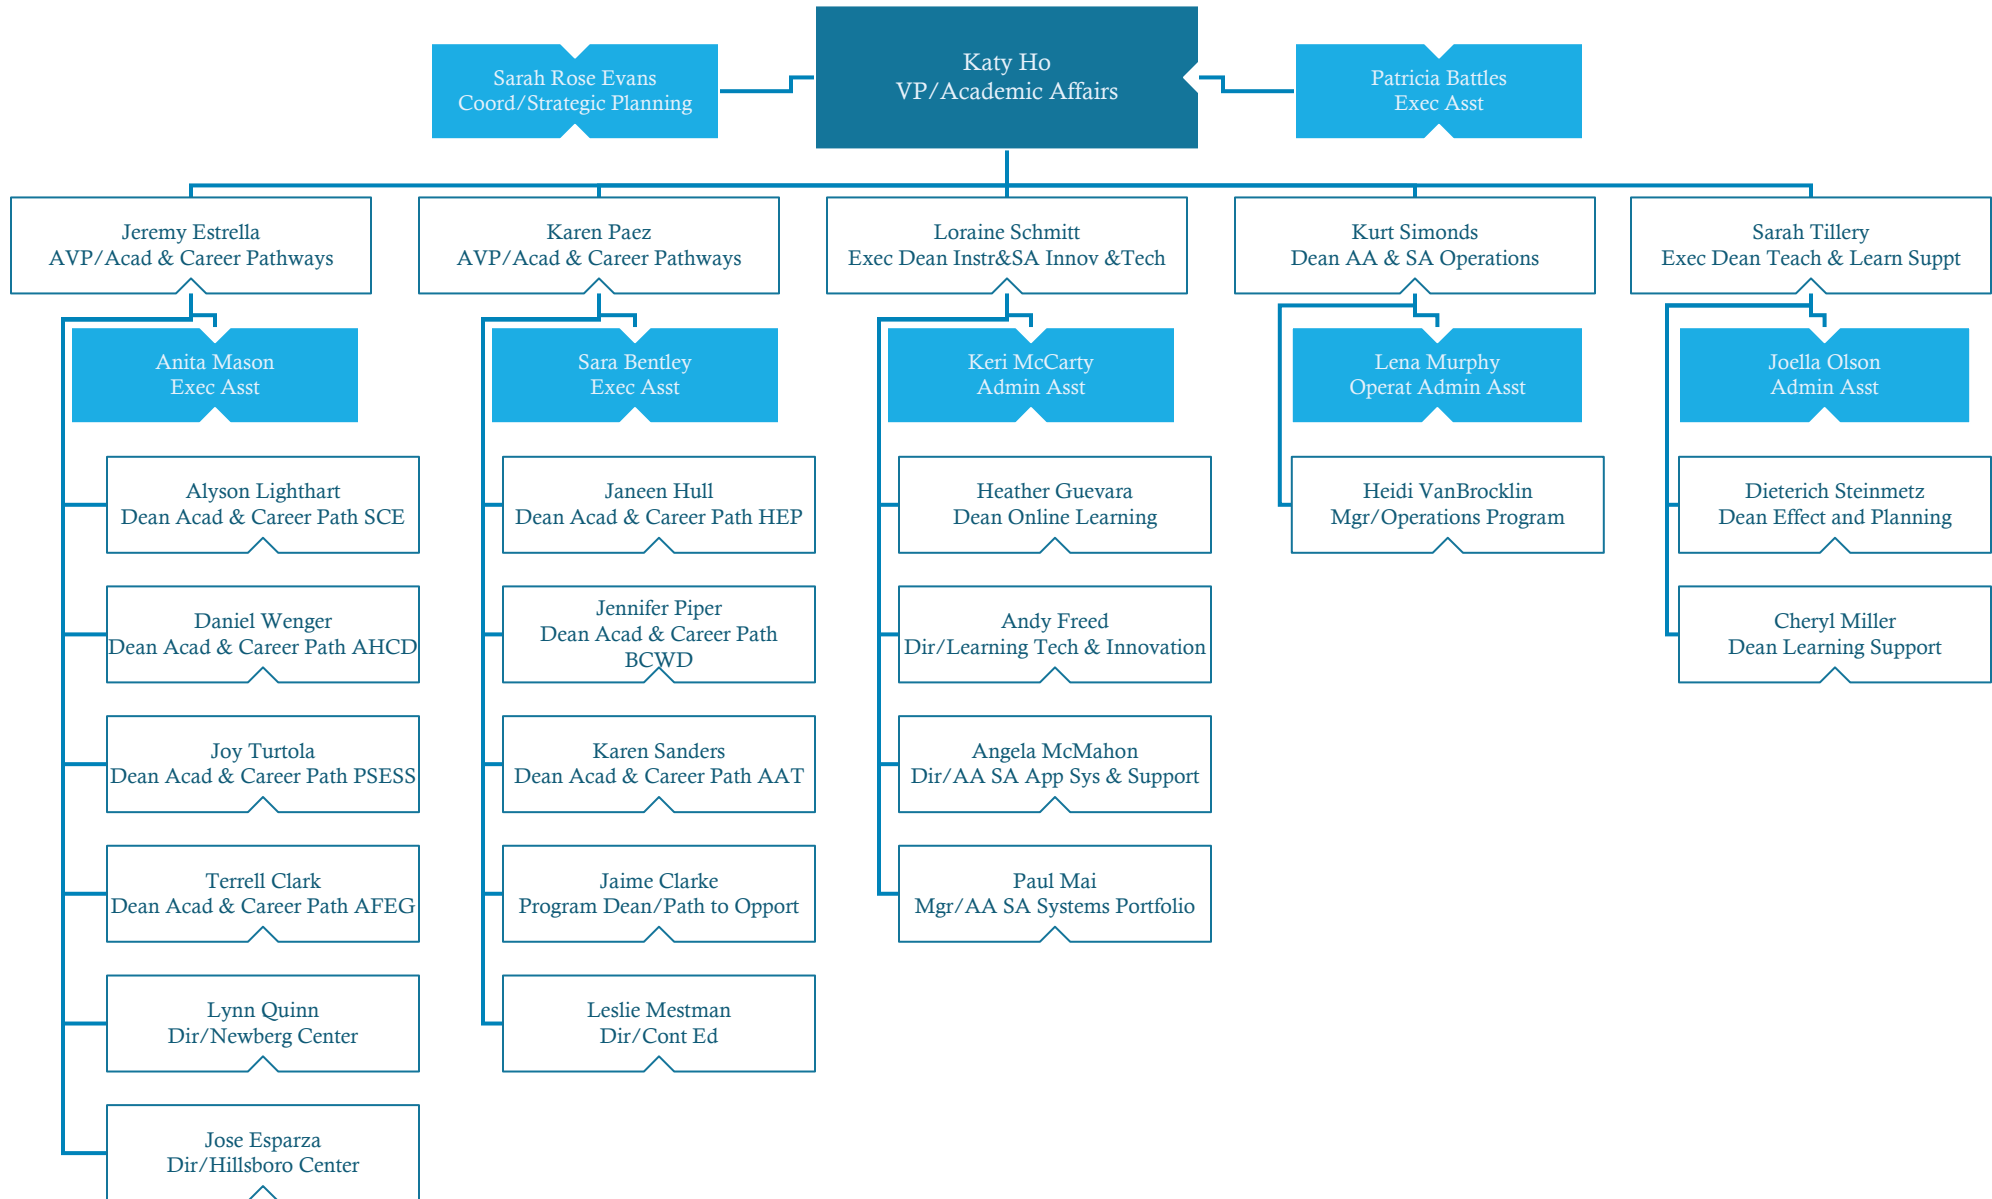 Katy Ho
VP/Academic Affairs
Sarah Rose Evans
Coord/Strategic Planning
Patricia Battles
Exec Asst
Jeremy Estrella
AVP/Acad & Career Pathways
Karen Paez
AVP/Acad & Career Pathways
Loraine Schmitt
Exec Dean Instr&SA Innov &Tech
Kurt Simonds
Dean AA & SA Operations
Sarah Tillery
Exec Dean Teach & Learn Suppt
Anita Mason
Exec Asst
Sara Bentley
Exec Asst
Keri McCarty
Admin Asst
Lena Murphy
Operat Admin Asst
Joella Olson
Admin Asst
Alyson Lighthart
Dean Acad & Career Path SCE
Janeen Hull
Dean Acad & Career Path HEP
Heather Guevara
Dean Online Learning
Heidi VanBrocklin
Mgr/Operations Program
Dieterich Steinmetz
Dean Effect and Planning
Daniel Wenger
Dean Acad & Career Path AHCD
Jennifer Piper
Dean Acad & Career Path
BCWD
Andy Freed
Dir/Learning Tech & Innovation
Cheryl Miller
Dean Learning Support
Joy Turtola
Dean Acad & Career Path PSESS
Karen Sanders
Dean Acad & Career Path AAT
Angela McMahon
Dir/AA SA App Sys & Support
Terrell Clark
Dean Acad & Career Path AFEG
Jaime Clarke
Program Dean/Path to Opport
Paul Mai
Mgr/AA SA Systems Portfolio
Lynn Quinn
Dir/Newberg Center
Leslie Mestman
Dir/Cont Ed
Jose Esparza
Dir/Hillsboro Center